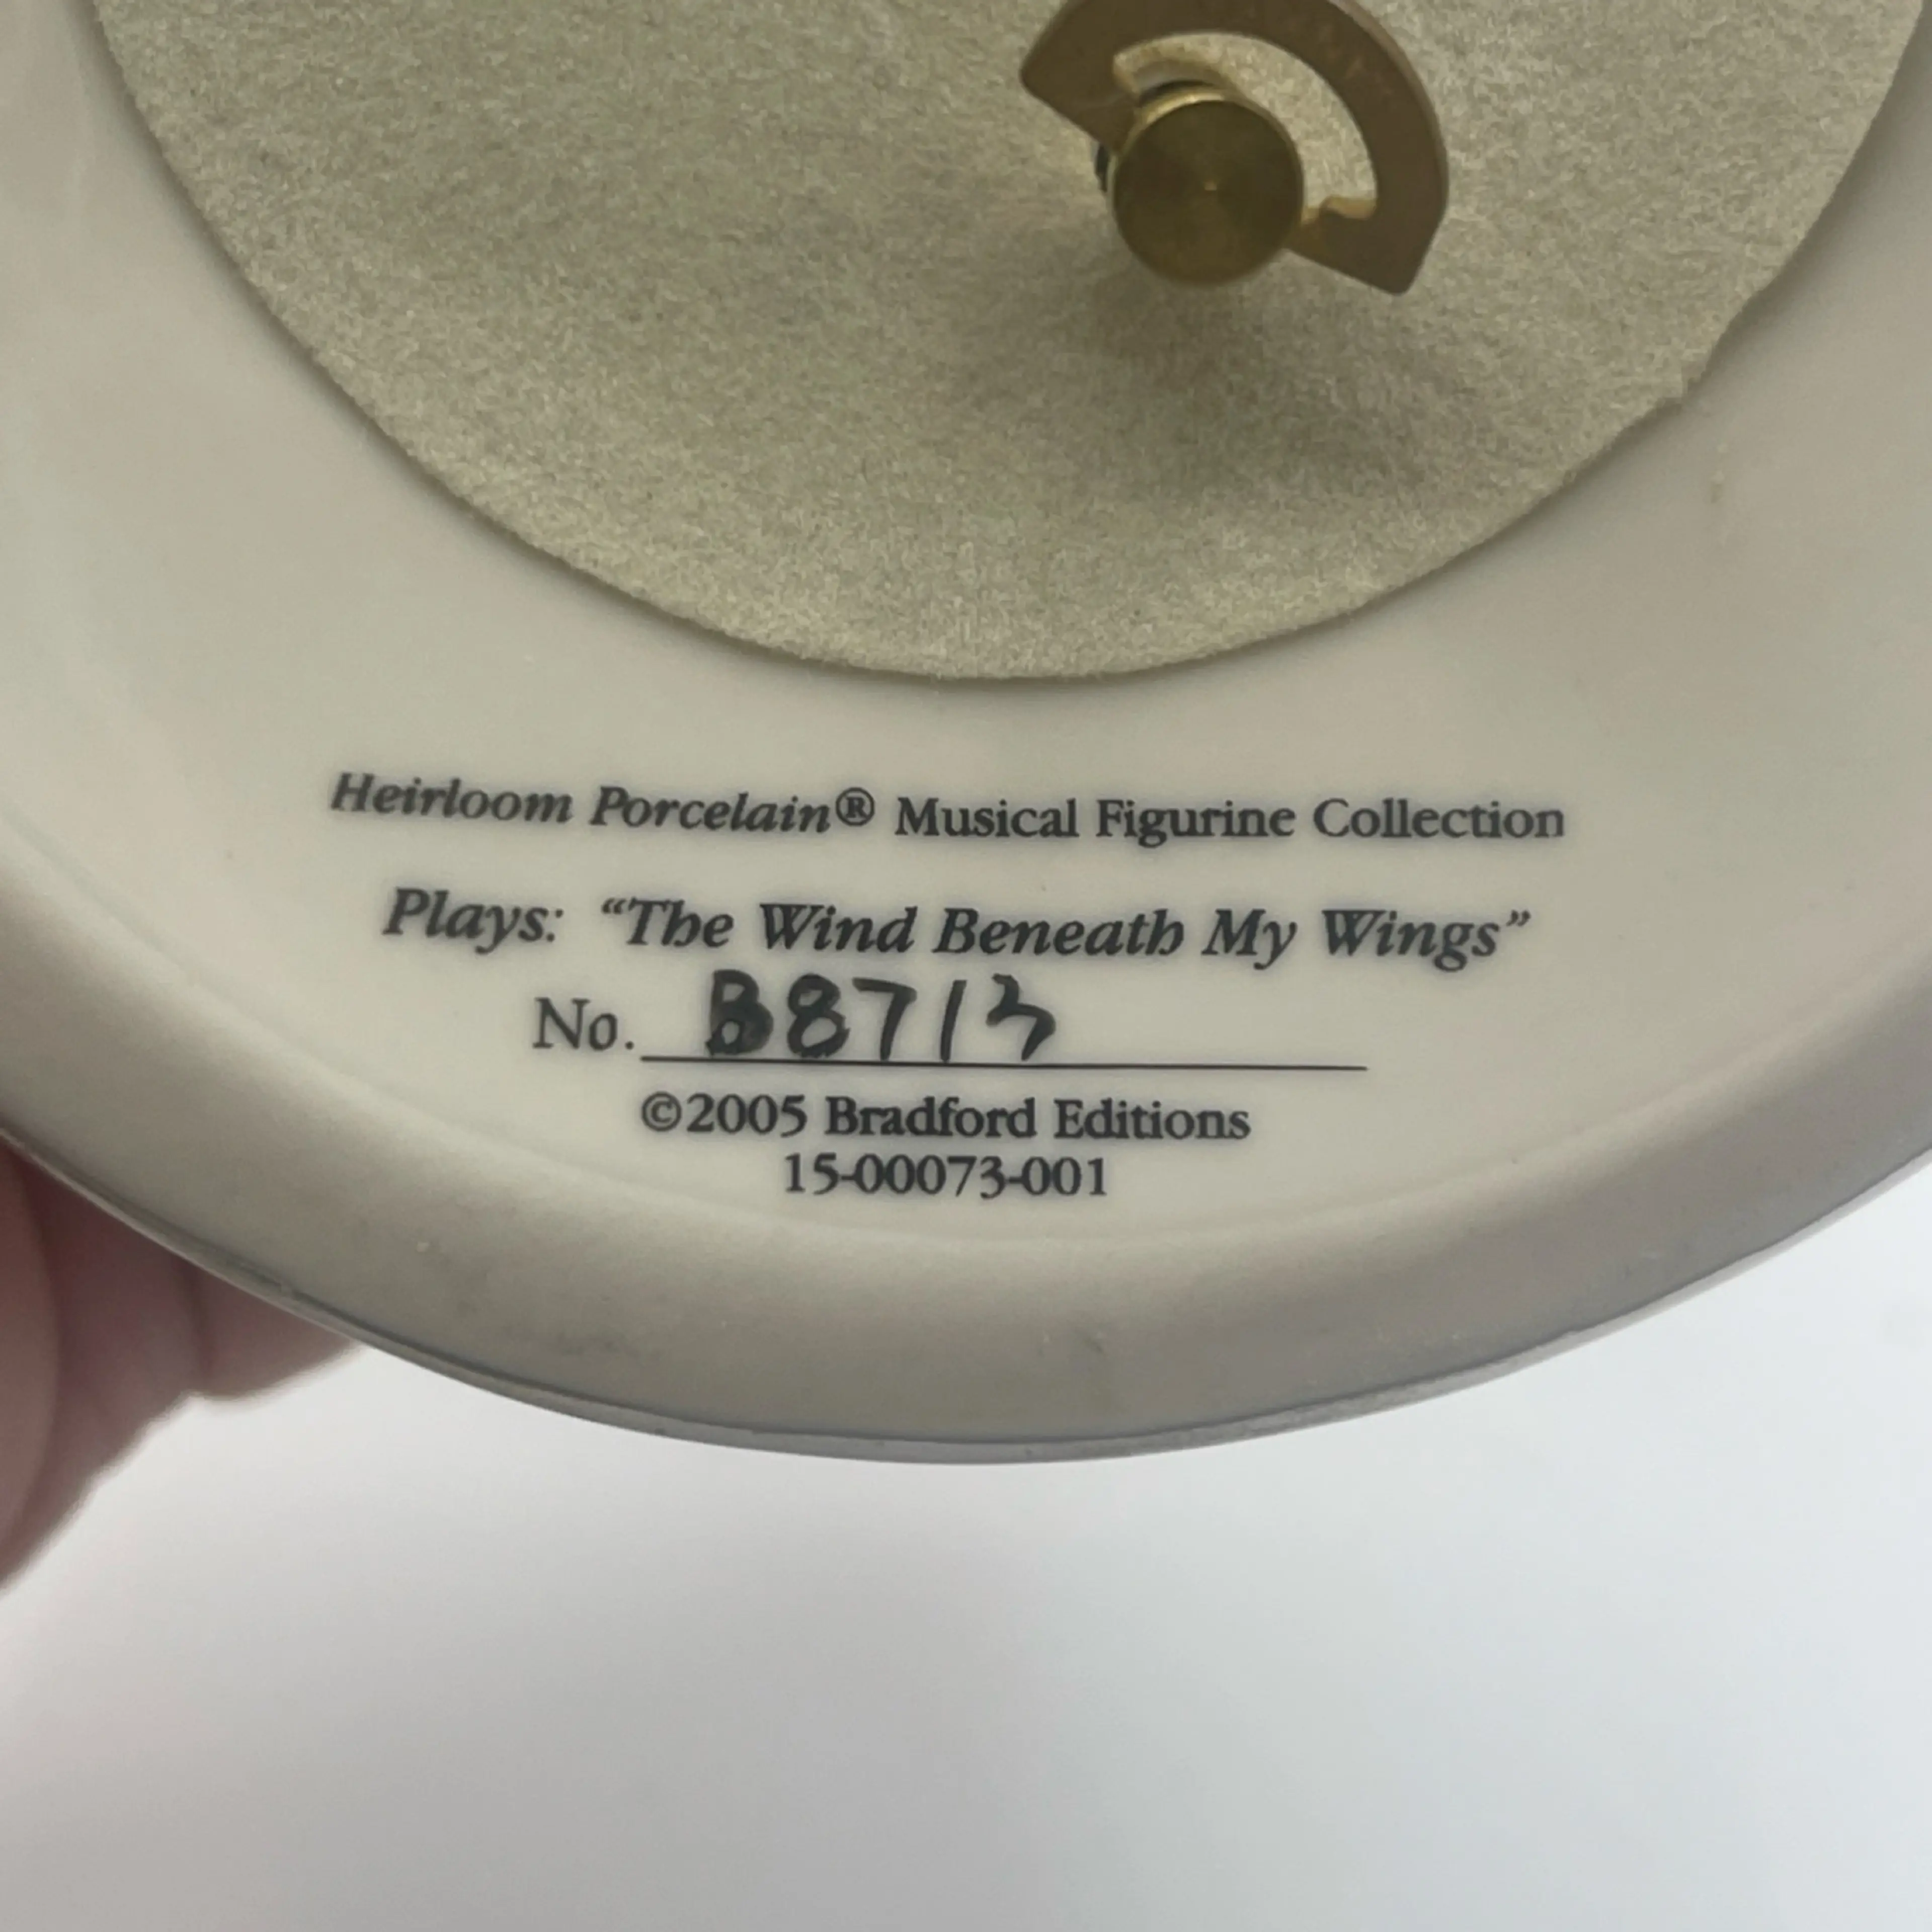 Heirloom Porcelain® Musical Figurine Collection
Plays: “The Wind Beneath My Wings”
No. B8713
©2005 Bradford Editions
15-00073-001